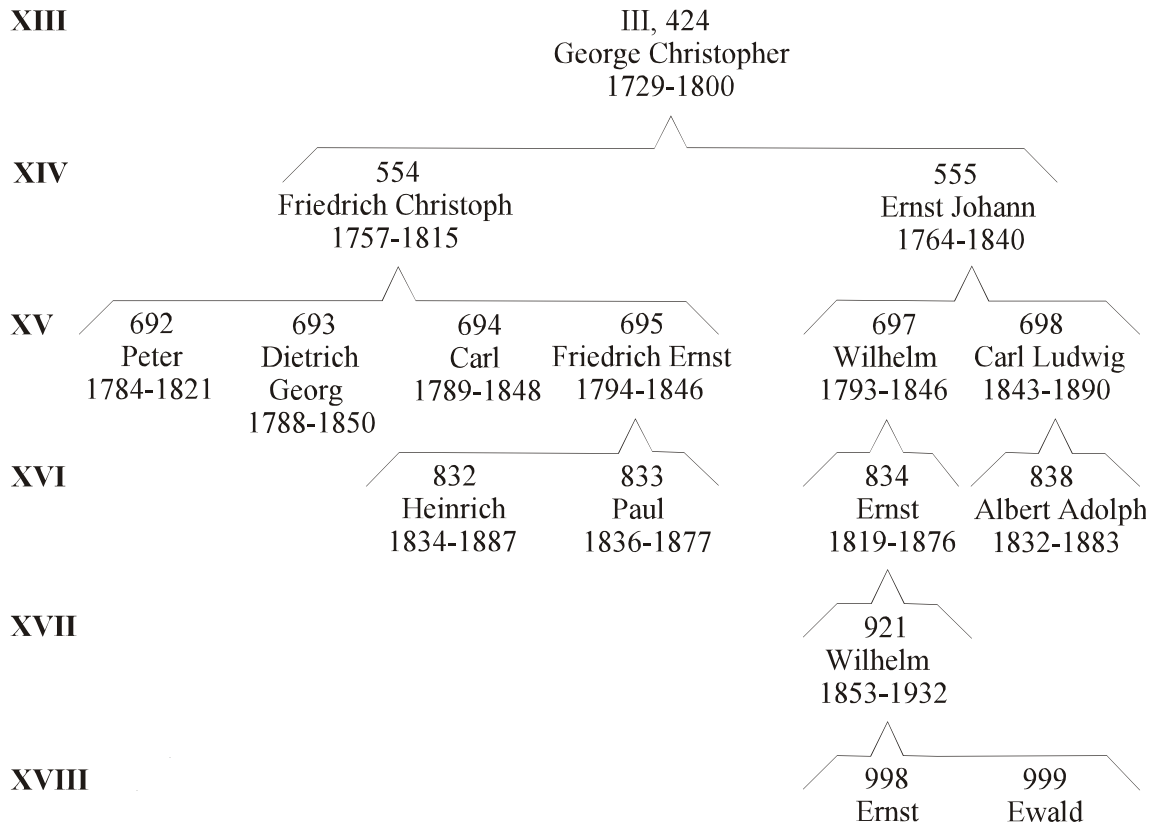 XIII
III, 424
George Christopher
1729-1800
XIV
554
Friedrich Christoph
1757-1815
555
Ernst Johann
1764-1840
XV
692
Peter
1784-1821
693
Dietrich
Georg
1788-1850
694
Carl
1789-1848
695
Friedrich Ernst
1794-1846
697
Wilhelm
1793-1846
698
Carl Ludwig
1843-1890
XVI
832
Heinrich
1834-1887
833
Paul
1836-1877
834
Ernst
1819-1876
838
Albert Adolph
1832-1883
XVII
921
Wilhelm
1853-1932
XVIII
998
Ernst
999
Ewald